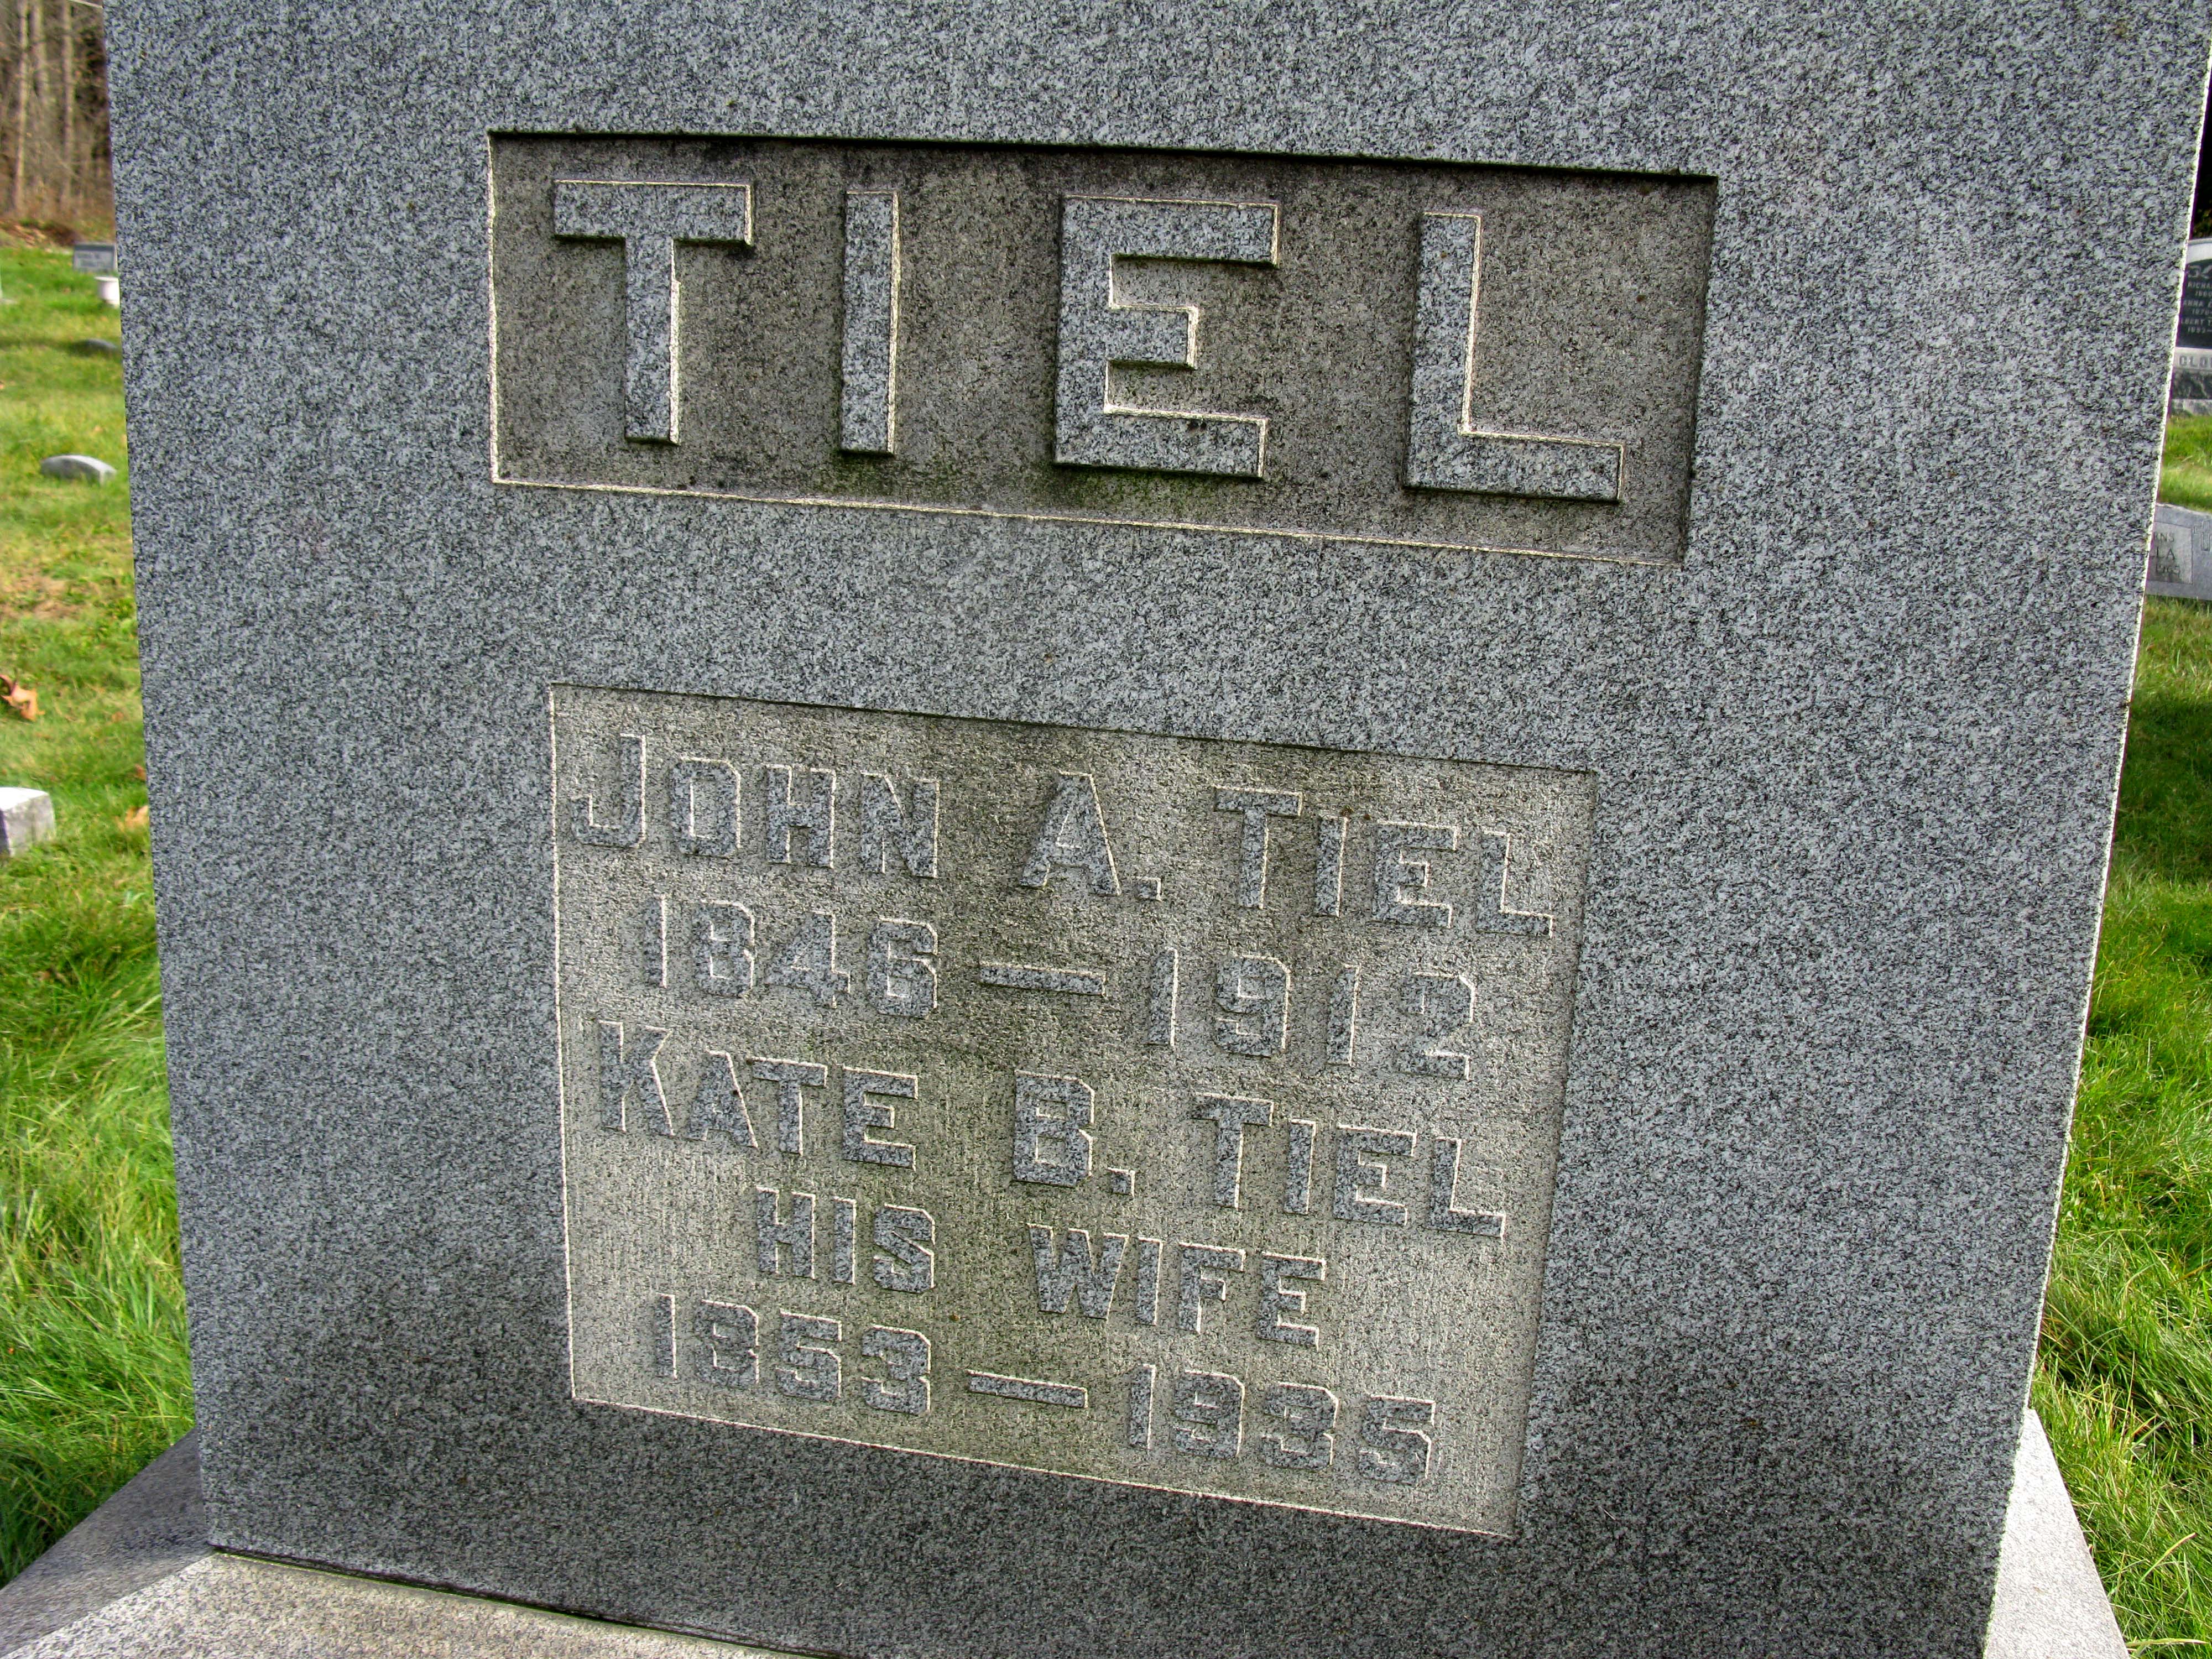 TIEL
JOHN A. TIEL
1846 — 1912
KATE B. TIEL
HIS WIFE
1853 — 1935